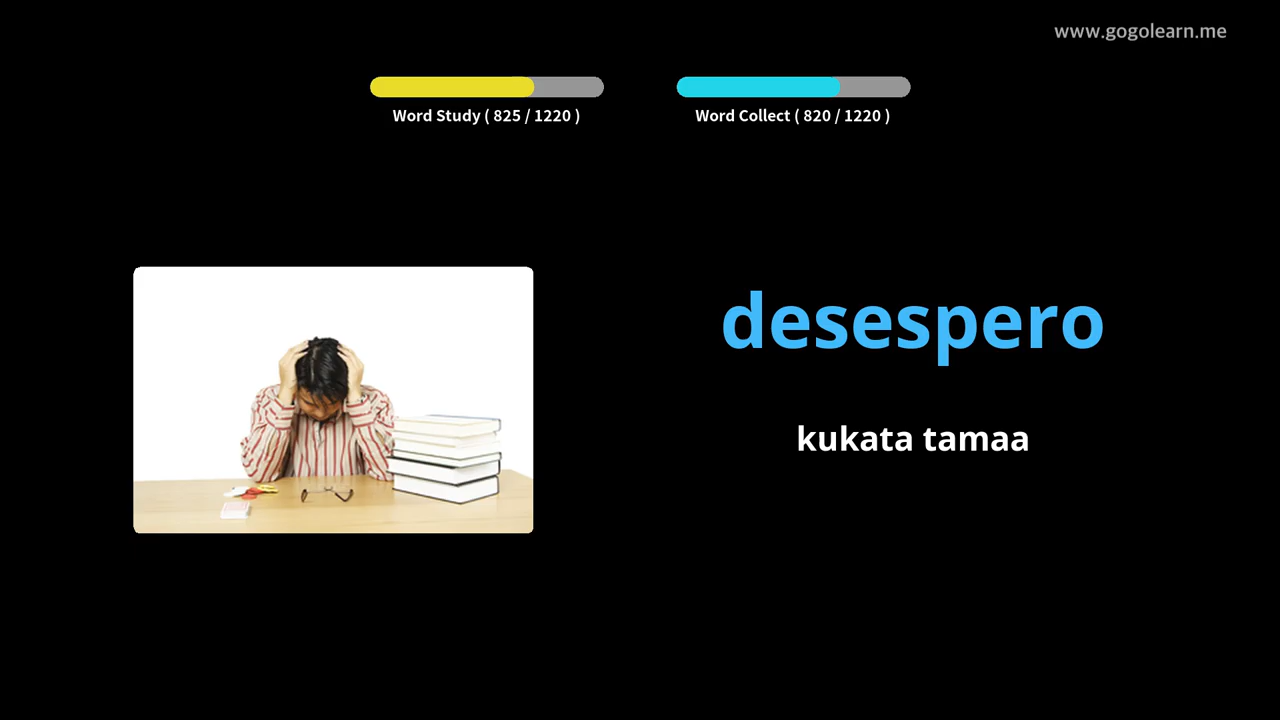 www.gogolearn.me
Word Study ( 825 / 1220 )
Word Collect ( 820 / 1220 )
desespero
kukata tamaa